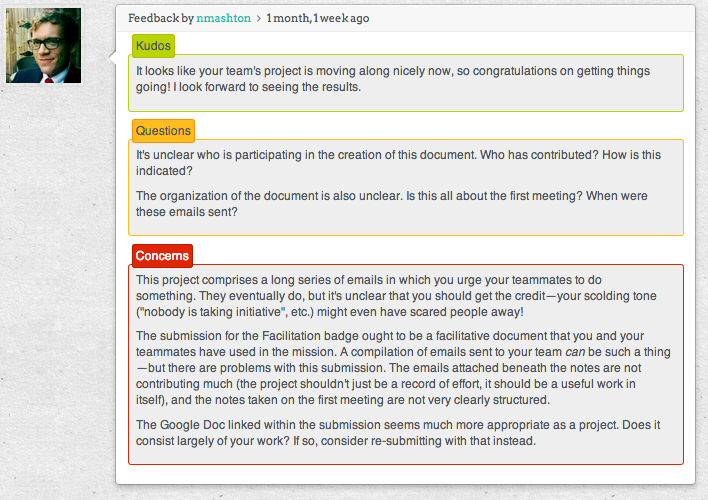 Feedback by nmashton > 1 month, 1 week ago
Kudos
It looks like your team's project is moving along nicely now, so congratulations on getting things
going! I look forward to seeing the results.
Questions
It's unclear who is participating in the creation of this document. Who has contributed? How is this
indicated?
The organization of the document is also unclear. Is this all about the first meeting? When were
these emails sent?
Concerns
This project comprises a long series of emails in which you urge your teammates to do
something. They eventually do, but it's unclear that you should get the credit—your scolding tone
("nobody is taking initiative", etc.) might even have scared people away!
The submission for the Facilitation badge ought to be a facilitative document that you and your
teammates have used in the mission. A compilation of emails sent to your team can be such a thing
—but there are problems with this submission. The emails attached beneath the notes are not
contributing much (the project shouldn't just be a record of effort, it should be a useful work in
itself), and the notes taken on the first meeting are not very clearly structured.
The Google Doc linked within the submission seems much more appropriate as a project. Does it
consist largely of your work? If so, consider re-submitting with that instead.